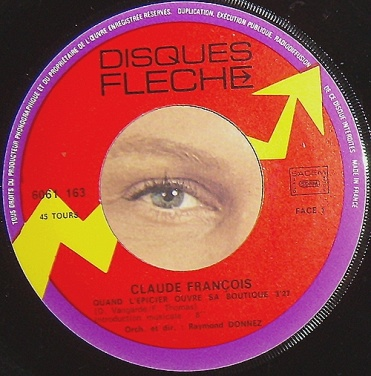 TOUS DROITS DU PRODUCTEUR PHONOGRAPHIQUE ET DU PROPRIÉTAIRE DE L'ŒUVRE ENREGISTRÉE RÉSERVÉS. DUPLICATION, EXÉCUTION PUBLIQUE, RADIODIFFUSION DE CE DISQUE INTERDITES MADE IN FRANCE
DISQUES
FLECHE
6061 163
45 TOURS
SACEM
FACE 1
CLAUDE FRANÇOIS
QUAND L'EPICIER OUVRE SA BOUTIQUE
Orch. et dir. Raymond DONNEZ